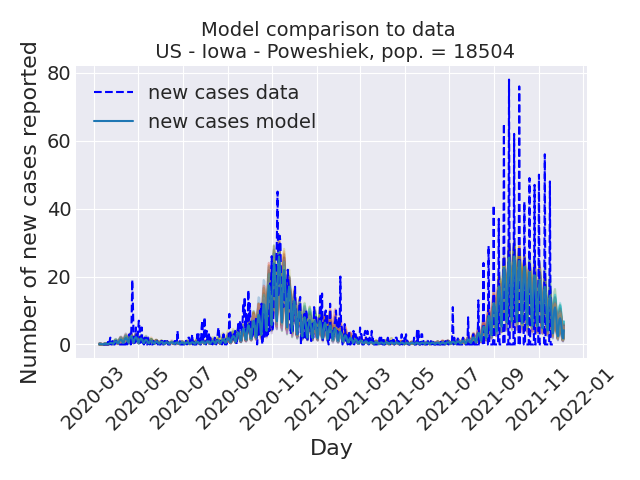 Model comparison to data
US - Iowa - Poweshiek, pop. = 18504
Number of new cases reported
80
60
40
20
0
new cases data
new cases model
2020-03
2020-05
2020-07
2020-09
2020-11
2021-01
2021-03
2021-05
2021-07
2021-09
2021-11
2022-01
Day